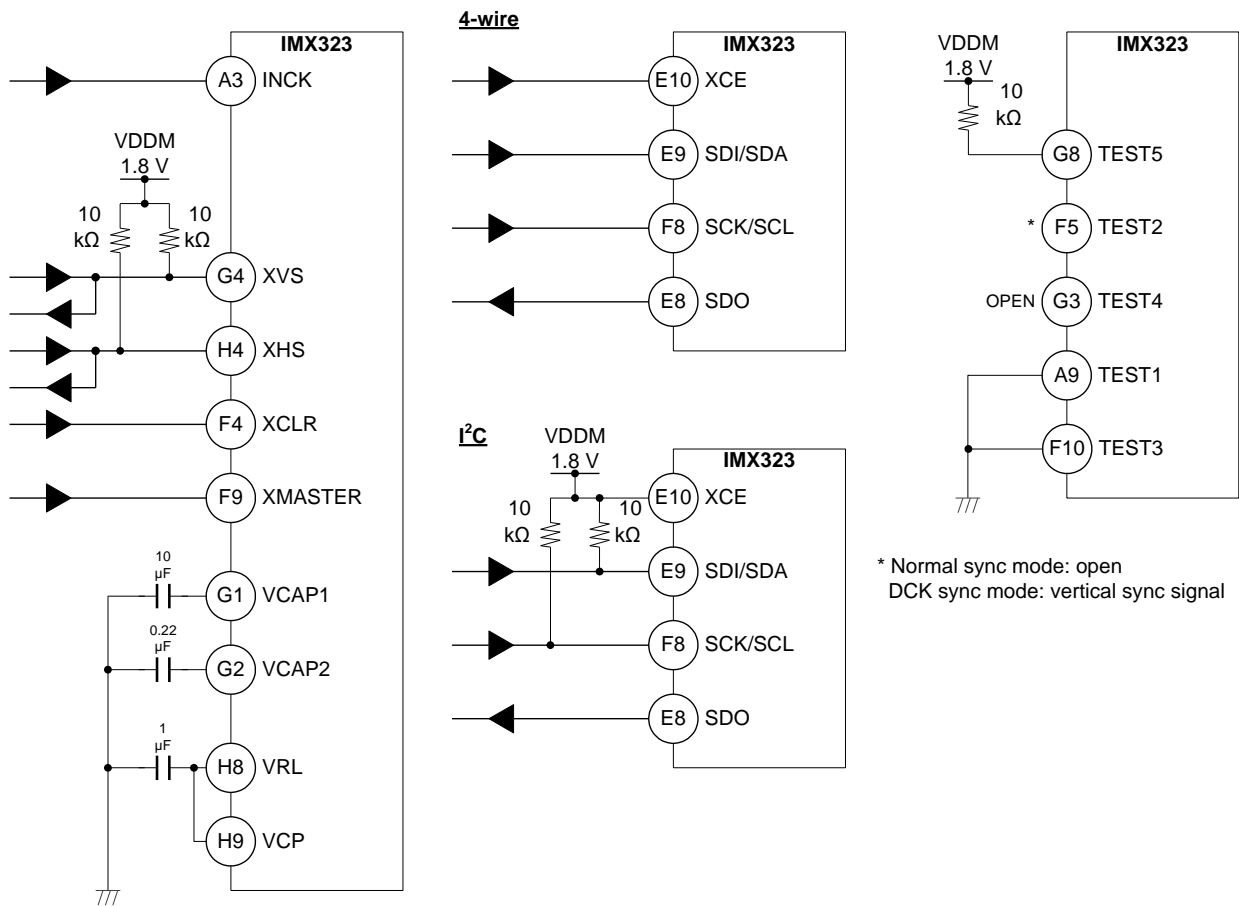 IMX323
A3 INCK
VDDM
1.8 V
10
kΩ
10
kΩ
G4 XVS
H4 XHS
F4 XCLR
F9 XMASTER
10
µF
G1 VCAP1
0.22
µF
G2 VCAP2
1
µF
H8 VRL
H9 VCP
4-wire
IMX323
E10 XCE
E9 SDI/SDA
F8 SCK/SCL
E8 SDO
I²C
VDDM
1.8 V
IMX323
10
kΩ
10
kΩ
E10 XCE
E9 SDI/SDA
F8 SCK/SCL
E8 SDO
VDDM
1.8 V
IMX323
10
kΩ
G8 TEST5
* F5 TEST2
OPEN G3 TEST4
A9 TEST1
F10 TEST3
* Normal sync mode: open
DCK sync mode: vertical sync signal